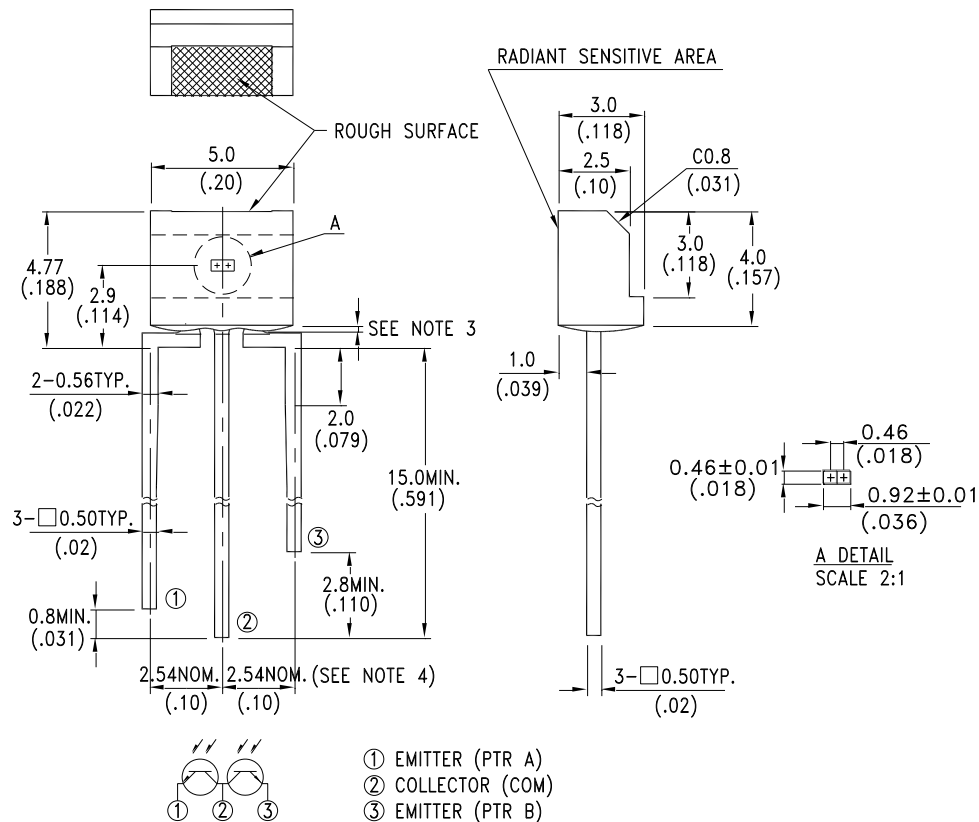 RADIANT SENSITIVE AREA
ROUGH SURFACE
5.0
(.20)
A
4.77
(.188)
2.9
(.114)
SEE NOTE 3
2-0.56TYP.
(.022)
2.0
(.079)
15.0MIN.
(.591)
3-□0.50TYP.
(.02)
③
2.8MIN.
(.110)
①
0.8MIN.
(.031)
②
2.54NOM. 2.54NOM. (SEE NOTE 4)
(.10) (.10)
3.0
(.118)
2.5
(.10)
C0.8
(.031)
3.0
(.118)
4.0
(.157)
1.0
(.039)
3-□0.50TYP.
(.02)
0.46
(.018)
0.46±0.01
(.018)
0.92±0.01
(.036)
A DETAIL
SCALE 2:1
① ② ③
① EMITTER (PTR A)
② COLLECTOR (COM)
③ EMITTER (PTR B)